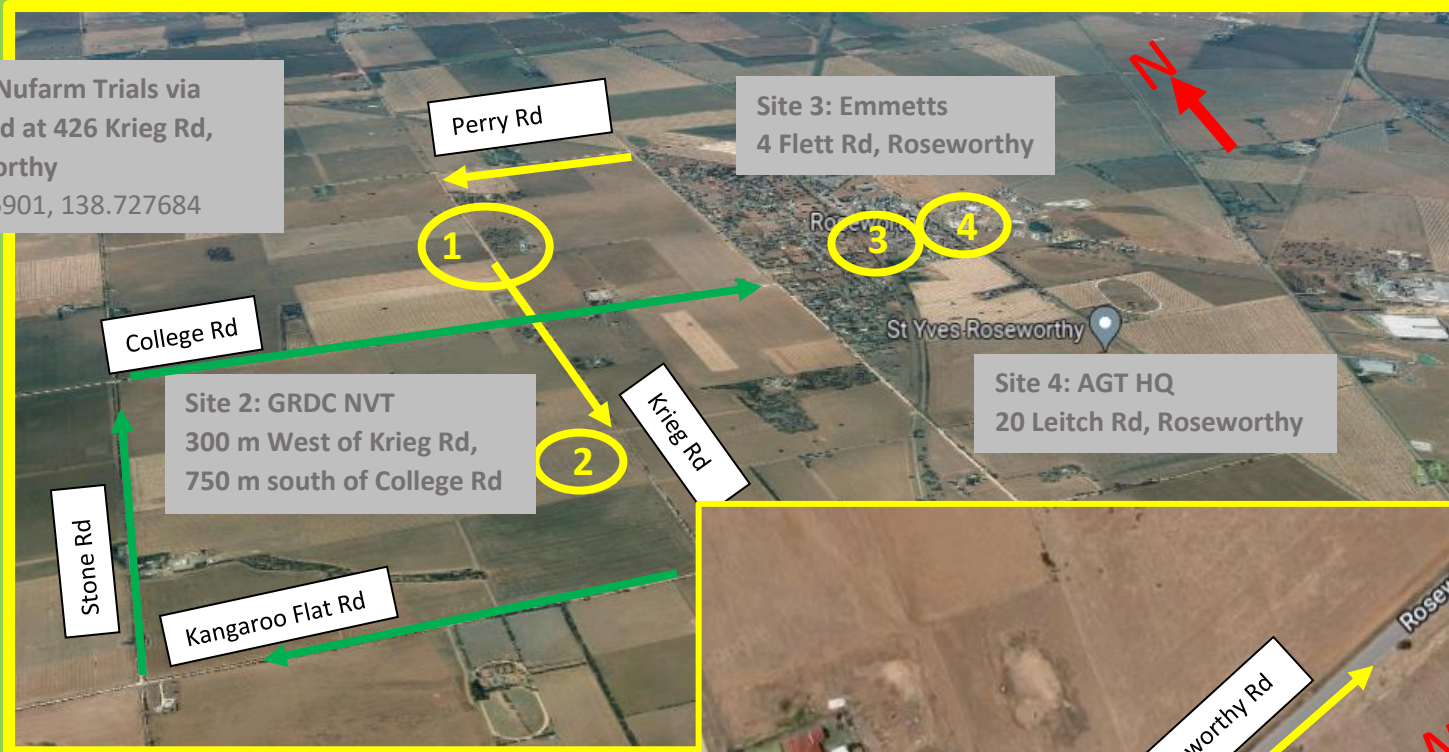 Nufarm Trials via
d at 426 Krieg Rd,
orthy
901, 138.727684
Perry Rd
Site 3: Emmetts
4 Flett Rd, Roseworthy
N
Rosewort
1
3
4
College Rd
St Yves Roseworthy
Site 2: GRDC NVT
300 m West of Krieg Rd,
750 m south of College Rd
2
Krieg Rd
Site 4: AGT HQ
20 Leitch Rd, Roseworthy
Stone Rd
Kangaroo Flat Rd
Rosew
worthy Rd